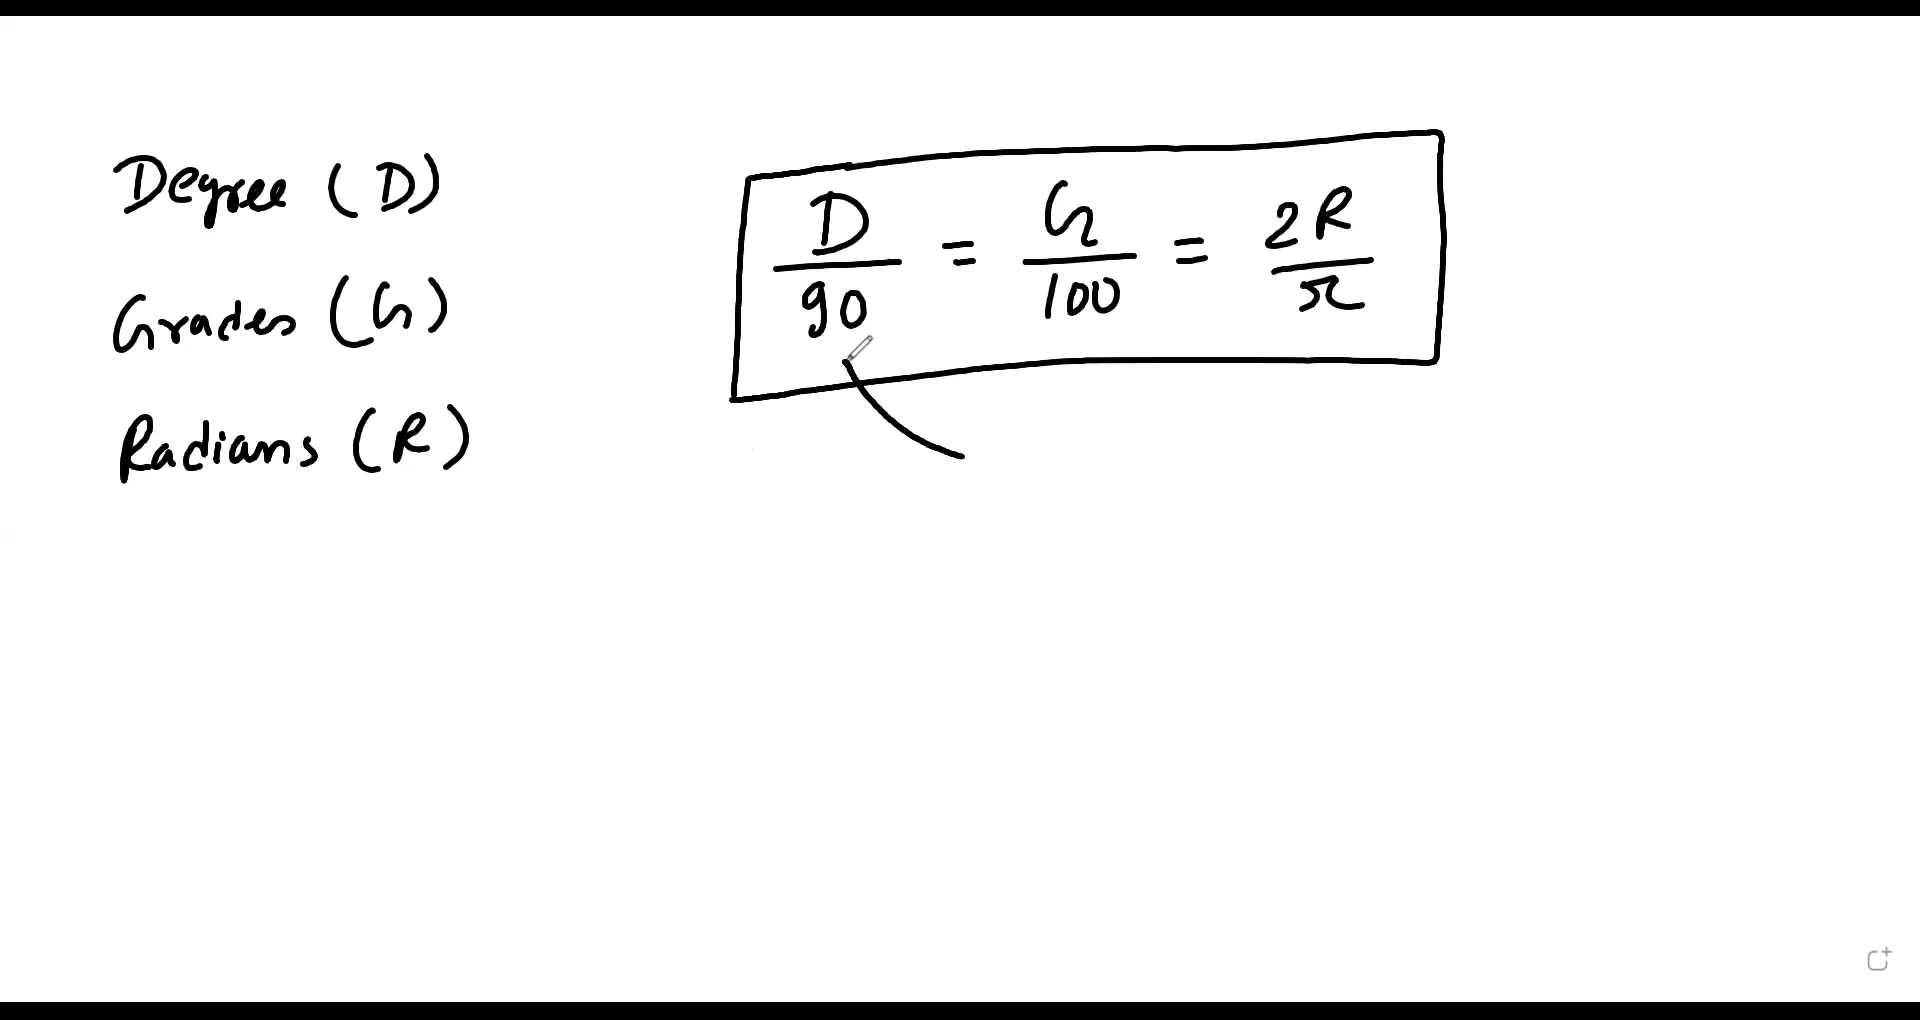 Degree (D)
Grades (G)
Radians (R)
D/90 = G/100 = 2R/π